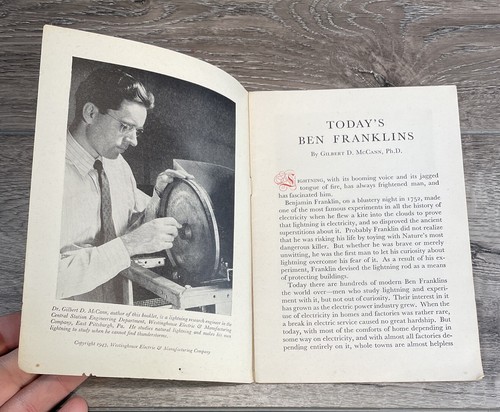 Dr. Gilbert D. McCann, author of this booklet, is a lightning research engineer in the
Central Station Engineering Department, Westinghouse Electric & Manufacturing
Company, East Pittsburgh, Pa. He studies natural lightning and makes his own
lightning to study when he cannot find thunderstorms.
Copyright 1943, Westinghouse Electric & Manufacturing Company
TODAY'S
BEN FRANKLINS
By Gilbert D. McCann, Ph.D.
LIGHTNING, with its booming voice and its jagged
tongue of fire, has always frightened man, and
has fascinated him.
Benjamin Franklin, on a blustery night in 1752, made
one of the most famous experiments in all the history of
electricity when he flew a kite into the clouds to prove
that lightning is electricity, and so disproved the ancient
superstitions about it. Probably Franklin did not realize
that he was risking his life by toying with Nature's most
dangerous killer. But whether he was brave or merely
unwitting, he was the first man to let his curiosity about
lightning overcome his fear of it. As a result of his ex-
periment, Franklin devised the lightning rod as a means
of protecting buildings.
Today there are hundreds of modern Ben Franklins
the world over—men who study lightning and experi-
ment with it, but not out of curiosity. Their interest in it
has grown as the electric power industry grew. When the
use of electricity in homes and factories was rather rare,
a break in electric service caused no great hardship. But
today, with most of the comforts of home depending in
some way on electricity, and with almost all factories de-
pending entirely on it, whole towns are almost helpless